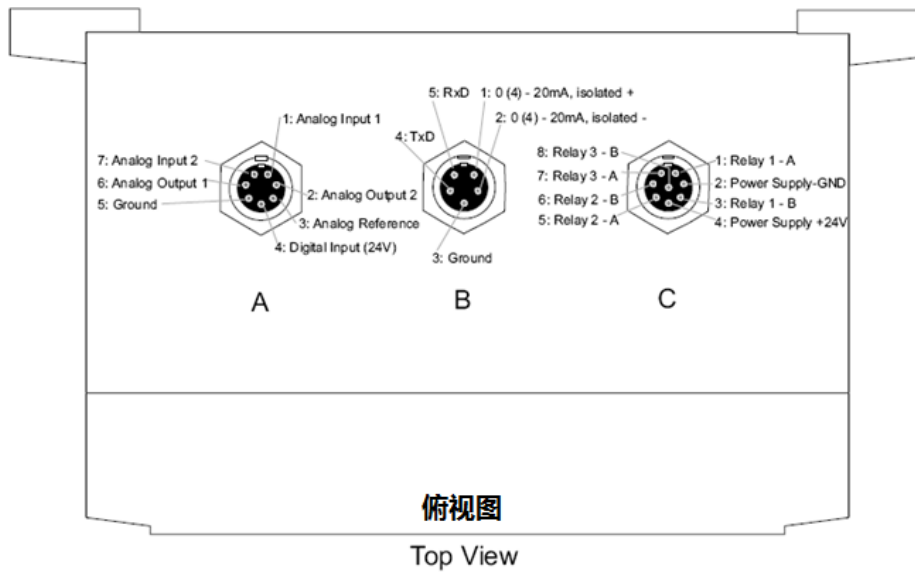 5: RxD
1: 0 (4) - 20mA, isolated +
1: Analog Input 1
2: 0 (4) - 20mA, isolated -
4: TxD
7: Analog Input 2
6: Analog Output 1
5: Ground
2: Analog Output 2
3: Analog Reference
4: Digital Input (24V)
3: Ground
8: Relay 3 - B
7: Relay 3 - A
6: Relay 2 - B
5: Relay 2 - A
1: Relay 1 - A
2: Power Supply-GND
3: Relay 1 - B
4: Power Supply +24V
A
B
C
俯视图
Top View